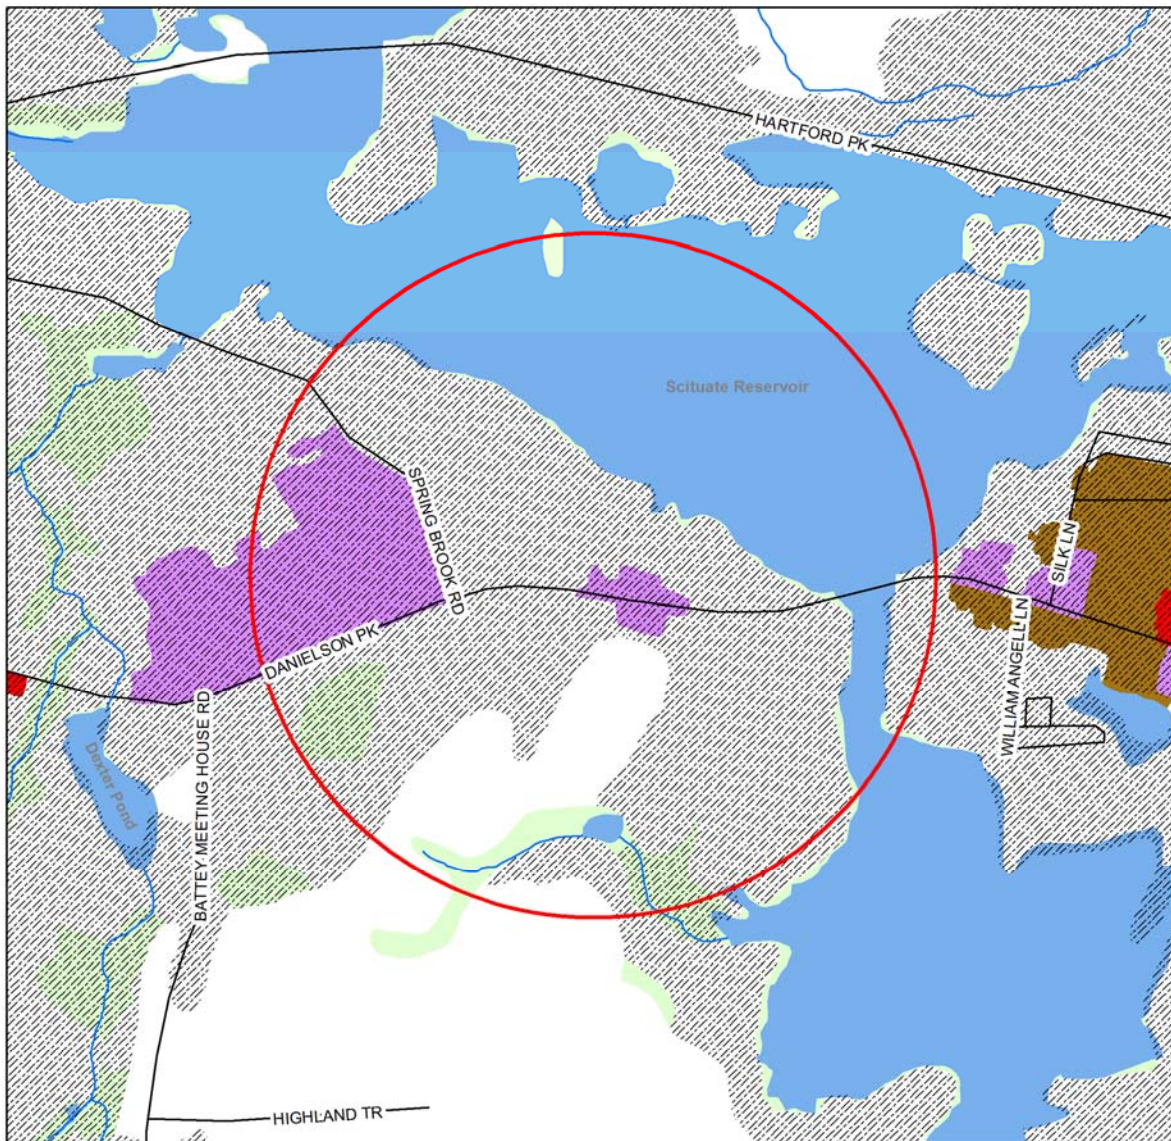 HARTFORD PK
Scituate Reservoir
SPRING BROOK RD
SILK LN
DANIELSON PK
WILLIAM ANGELL LN
BATTEY MEETING HOUSE RD
Dexter Pond
HIGHLAND TR